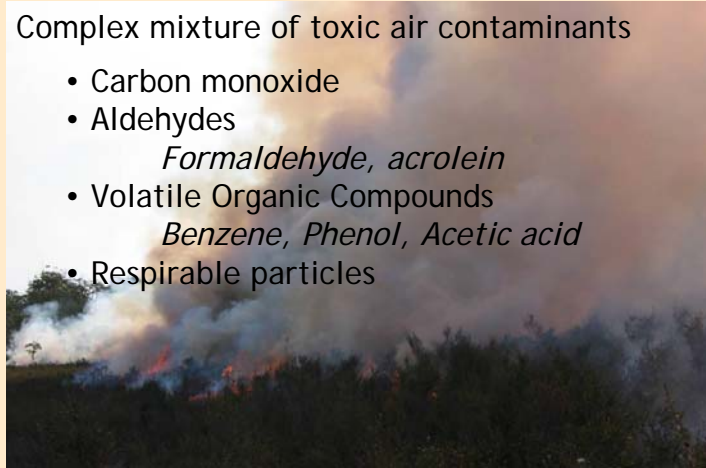 Complex mixture of toxic air contaminants
• Carbon monoxide
• Aldehydes
Formaldehyde, acrolein
• Volatile Organic Compounds
Benzene, Phenol, Acetic acid
• Respirable particles